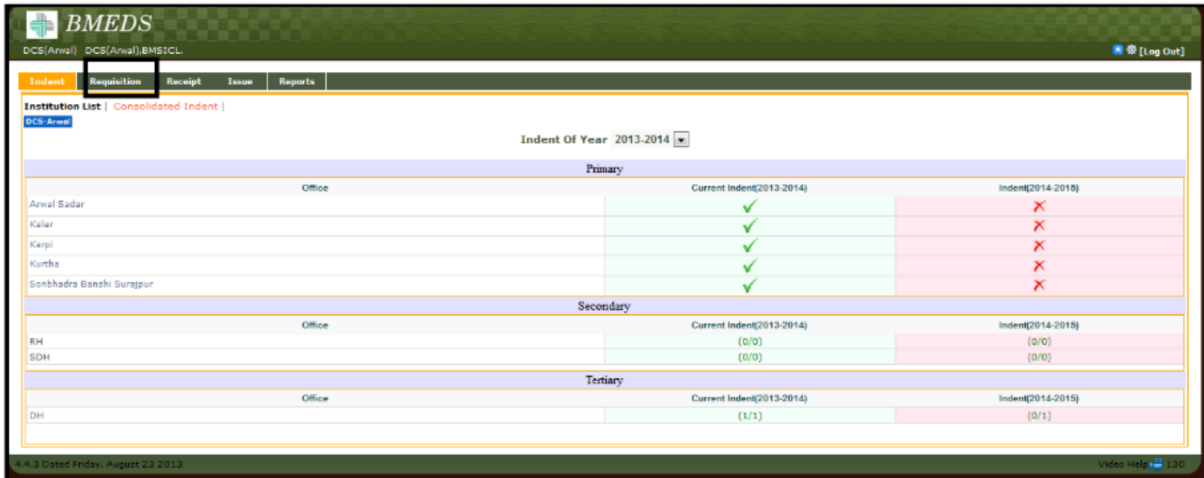 BMEDS
DCS(Arwal) DCS(Arwal),BMSICL. [Log Out]
Indent Requisition Receipt Issue Reports
Institution List | Consolidated Indent |
DCS-Arwal
Indent Of Year 2013-2014
Primary
Office Current Indent(2013-2014) Indent(2014-2015)
Arwal Sadar
Kaler
Karpi
Kurtha
Sonbhadra Banshi Surajpur
Secondary
Office Current Indent(2013-2014) Indent(2014-2015)
RH (0/0) (0/0)
SDH (0/0) (0/0)
Tertiary
Office Current Indent(2013-2014) Indent(2014-2015)
DH (1/1) (0/1)
4.4.3 Dated Friday, August 23 2013 Video Help 130